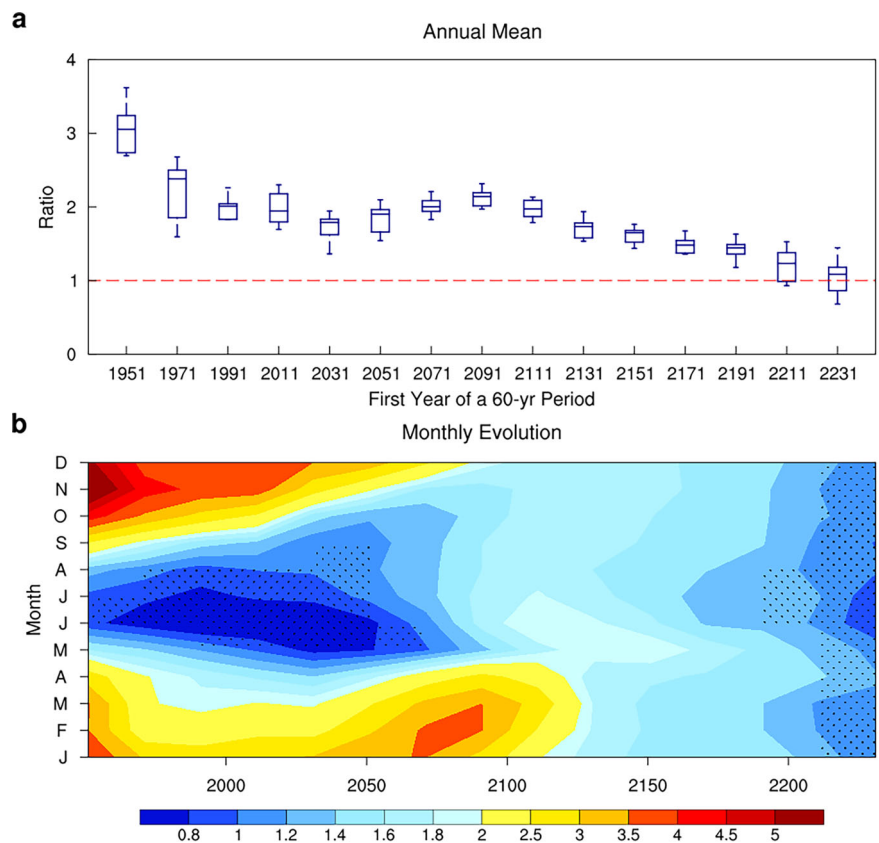 a
Annual Mean
4
3
2
1
0
Ratio
1951 1971 1991 2011 2031 2051 2071 2091 2111 2131 2151 2171 2191 2211 2231
First Year of a 60-yr Period
b
Monthly Evolution
D
N
O
S
A
J
J
M
A
M
F
J
Month
2000 2050 2100 2150 2200
0.8 1 1.2 1.4 1.6 1.8 2 2.5 3 3.5 4 4.5 5